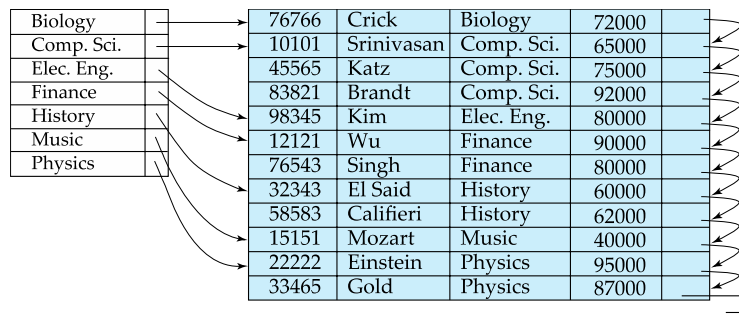 Biology
Comp. Sci.
Elec. Eng.
Finance
History
Music
Physics
76766 Crick Biology 72000
10101 Srinivasan Comp. Sci. 65000
45565 Katz Comp. Sci. 75000
83821 Brandt Comp. Sci. 92000
98345 Kim Elec. Eng. 80000
12121 Wu Finance 90000
76543 Singh Finance 80000
32343 El Said History 60000
58583 Califieri History 62000
15151 Mozart Music 40000
22222 Einstein Physics 95000
33465 Gold Physics 87000